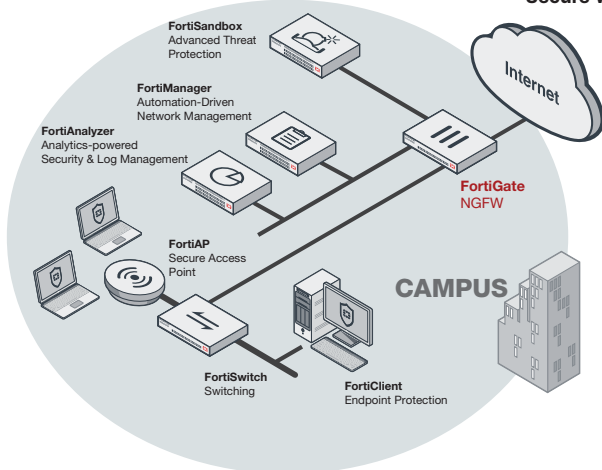 Secure
FortiSandbox
Advanced Threat
Protection
Internet
FortiManager
Automation-Driven
Network Management
FortiAnalyzer
Analytics-powered
Security & Log Management
FortiGate
NGFW
FortiAP
Secure Access
Point
CAMPUS
FortiSwitch
Switching
FortiClient
Endpoint Protection